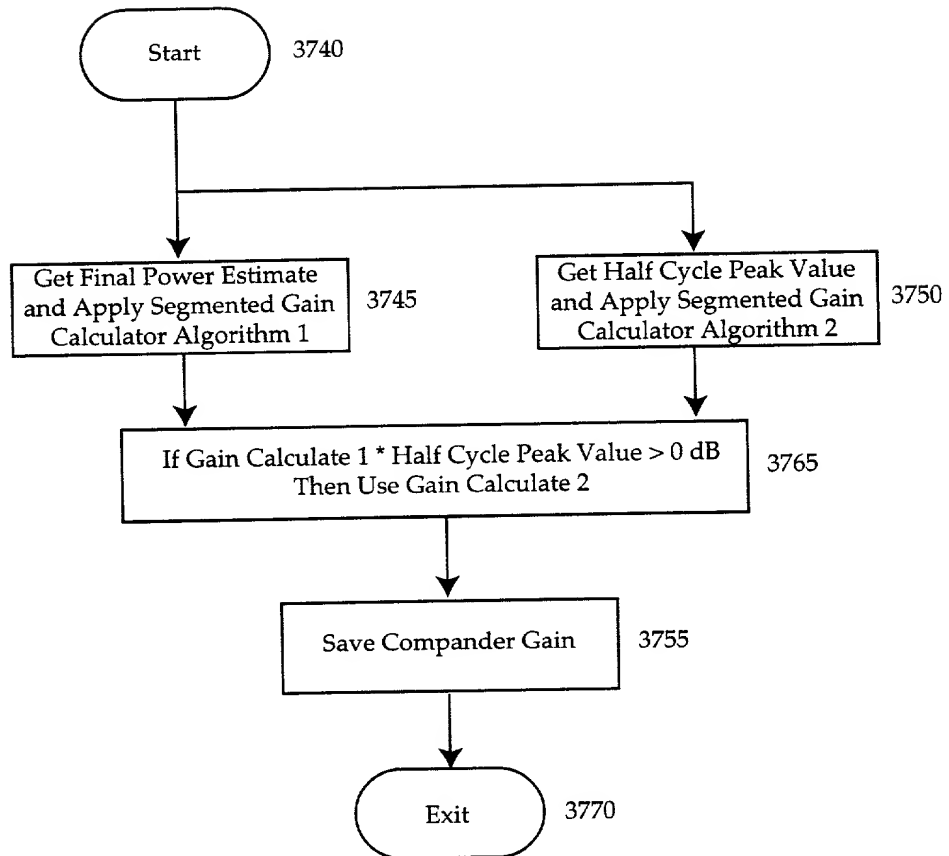 Start
3740
Get Final Power Estimate
and Apply Segmented Gain
Calculator Algorithm 1
3745
Get Half Cycle Peak Value
and Apply Segmented Gain
Calculator Algorithm 2
3750
If Gain Calculate 1 * Half Cycle Peak Value > 0 dB
Then Use Gain Calculate 2
3765
Save Compander Gain
3755
Exit
3770